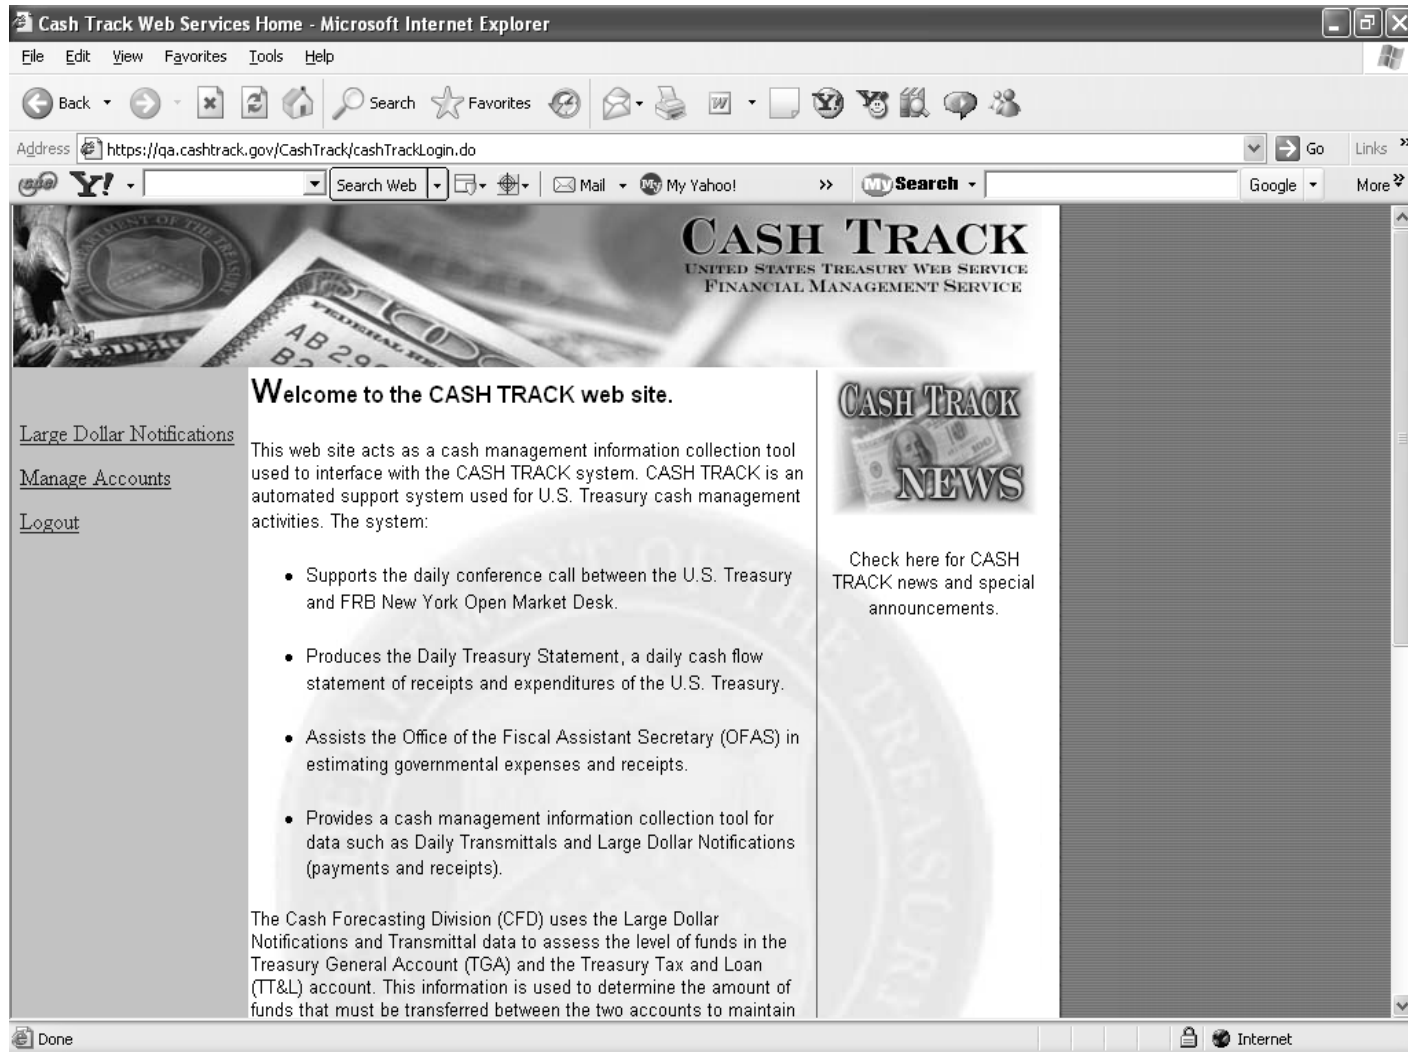 Cash Track Web Services Home - Microsoft Internet Explorer
File Edit View Favorites Tools Help
Back Search Favorites
Address https://qa.cashtrack.gov/CashTrack/cashTrackLogin.do Go Links »
Y! Search Web Mail My Yahoo! » My Search Google More
CASH TRACK
UNITED STATES TREASURY WEB SERVICE
FINANCIAL MANAGEMENT SERVICE
AB 29
Large Dollar Notifications
Manage Accounts
Logout
Welcome to the CASH TRACK web site.
This web site acts as a cash management information collection tool
used to interface with the CASH TRACK system. CASH TRACK is an
automated support system used for U.S. Treasury cash management
activities. The system:
• Supports the daily conference call between the U.S. Treasury
and FRB New York Open Market Desk.
• Produces the Daily Treasury Statement, a daily cash flow
statement of receipts and expenditures of the U.S. Treasury.
• Assists the Office of the Fiscal Assistant Secretary (OFAS) in
estimating governmental expenses and receipts.
• Provides a cash management information collection tool for
data such as Daily Transmittals and Large Dollar Notifications
(payments and receipts).
The Cash Forecasting Division (CFD) uses the Large Dollar
Notifications and Transmittal data to assess the level of funds in the
Treasury General Account (TGA) and the Treasury Tax and Loan
(TT&L) account. This information is used to determine the amount of
funds that must be transferred between the two accounts to maintain
CASH TRACK
NEWS
Check here for CASH
TRACK news and special
announcements.
Done Internet